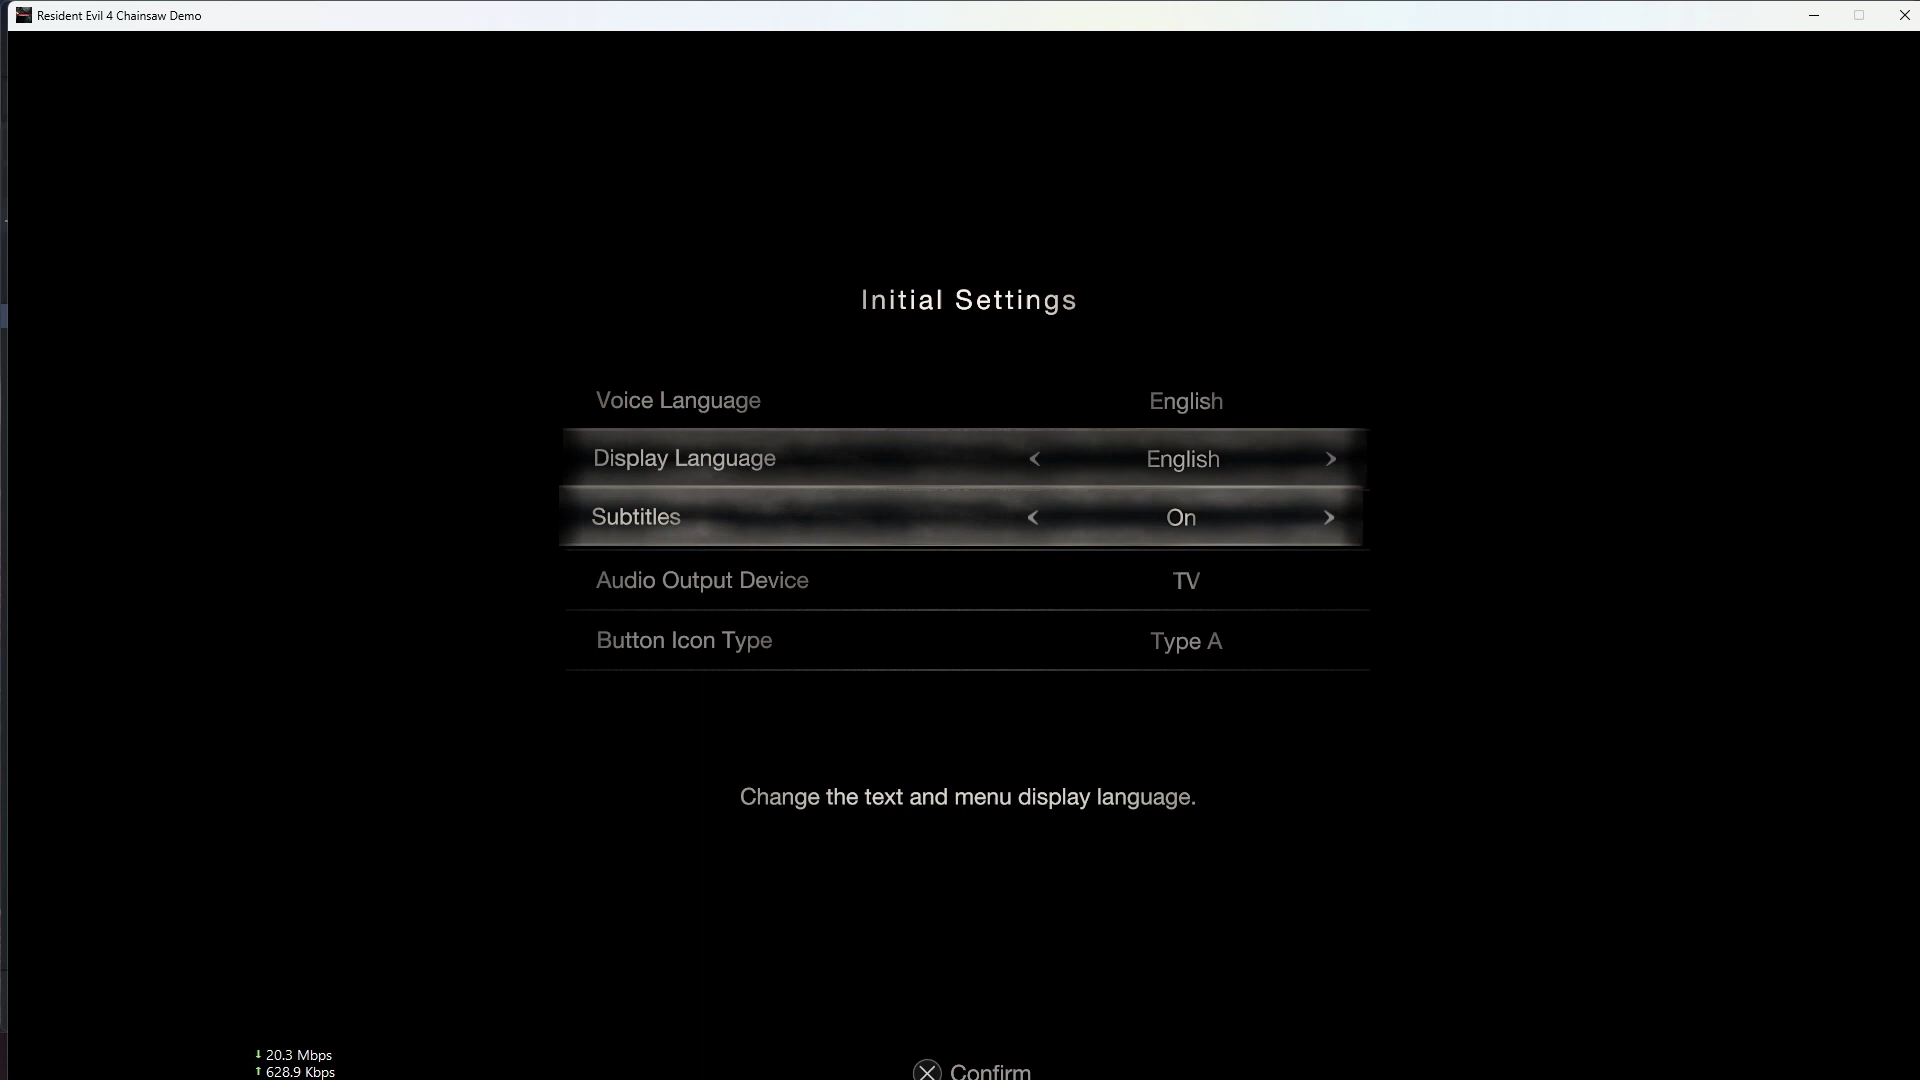 Resident Evil 4 Chainsaw Demo
Initial Settings
Voice Language English
Display Language < English >
Subtitles < On >
Audio Output Device TV
Button Icon Type Type A
Change the text and menu display language.
↓ 20.3 Mbps
↑ 628.9 Kbps
Confirm